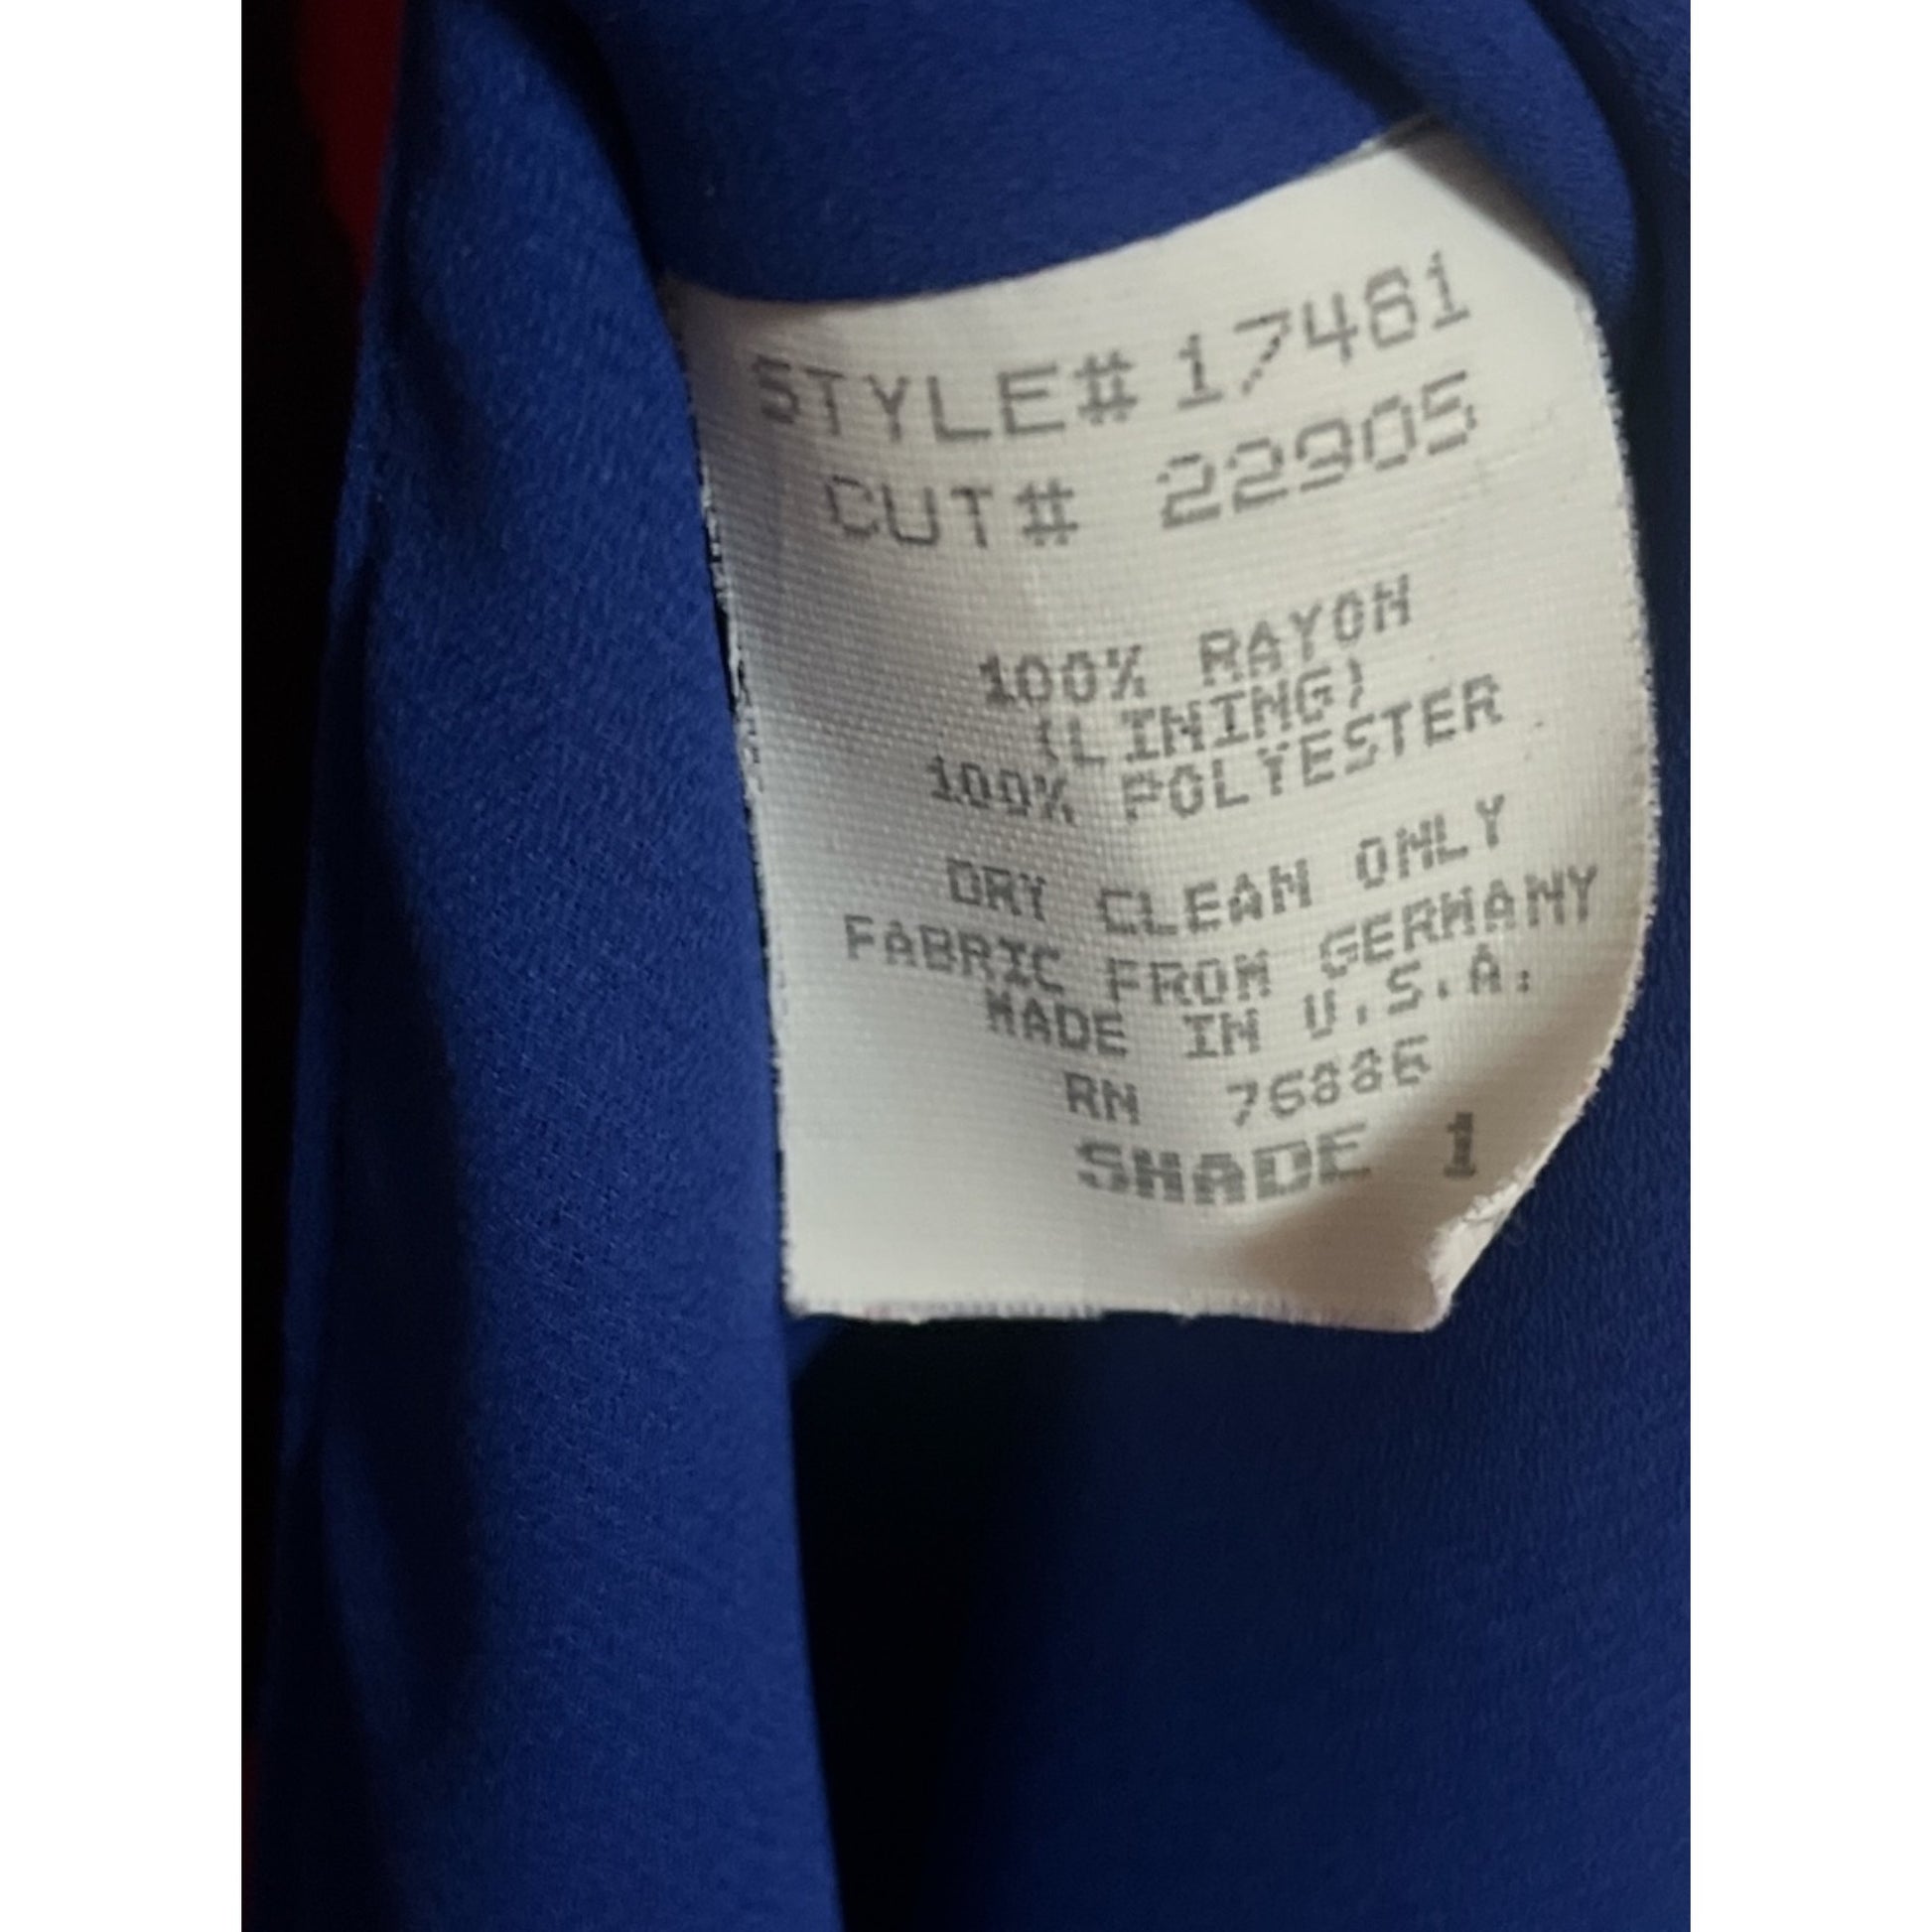 STYLE# 17461
CUT# 22905
100% RAYON
(LINING)
100% POLYESTER
DRY CLEAN ONLY
FABRIC FROM GERMANY
MADE IN U.S.A.
RN 76886
SHADE 1